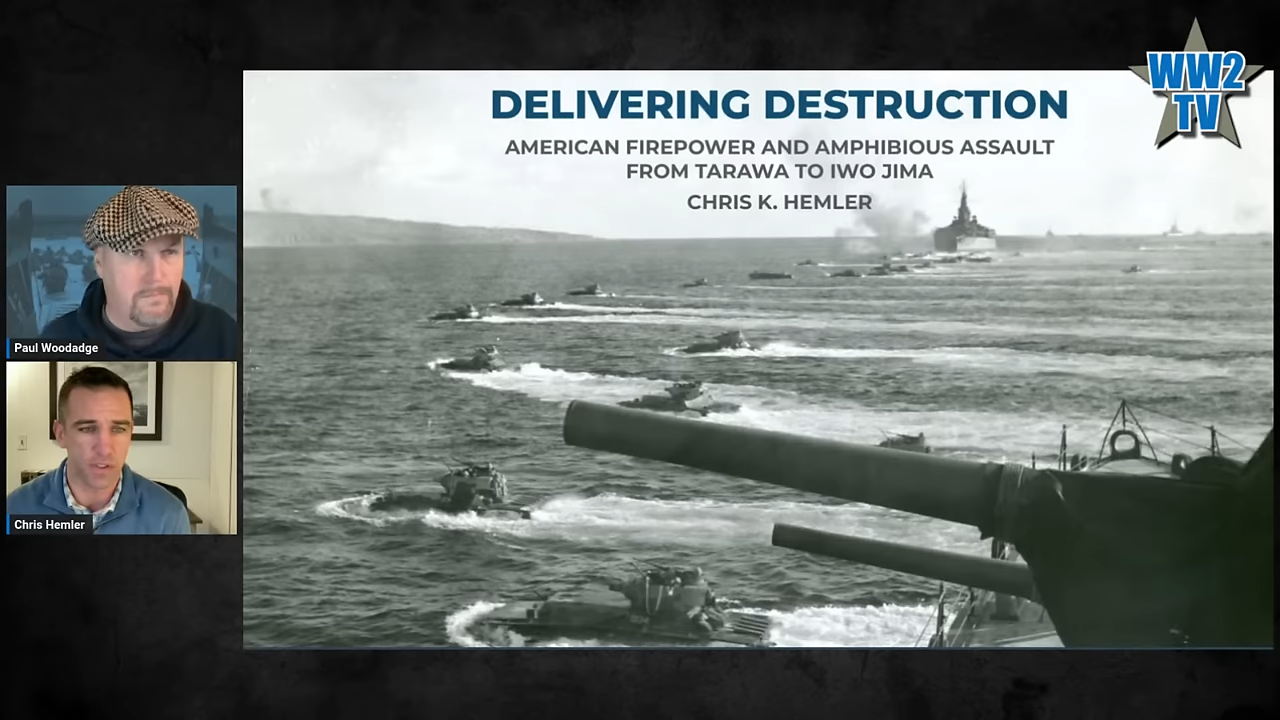 DELIVERING DESTRUCTION
AMERICAN FIREPOWER AND AMPHIBIOUS ASSAULT
FROM TARAWA TO IWO JIMA
CHRIS K. HEMLER
WW2
TV
Paul Woodadge
Chris Hemler